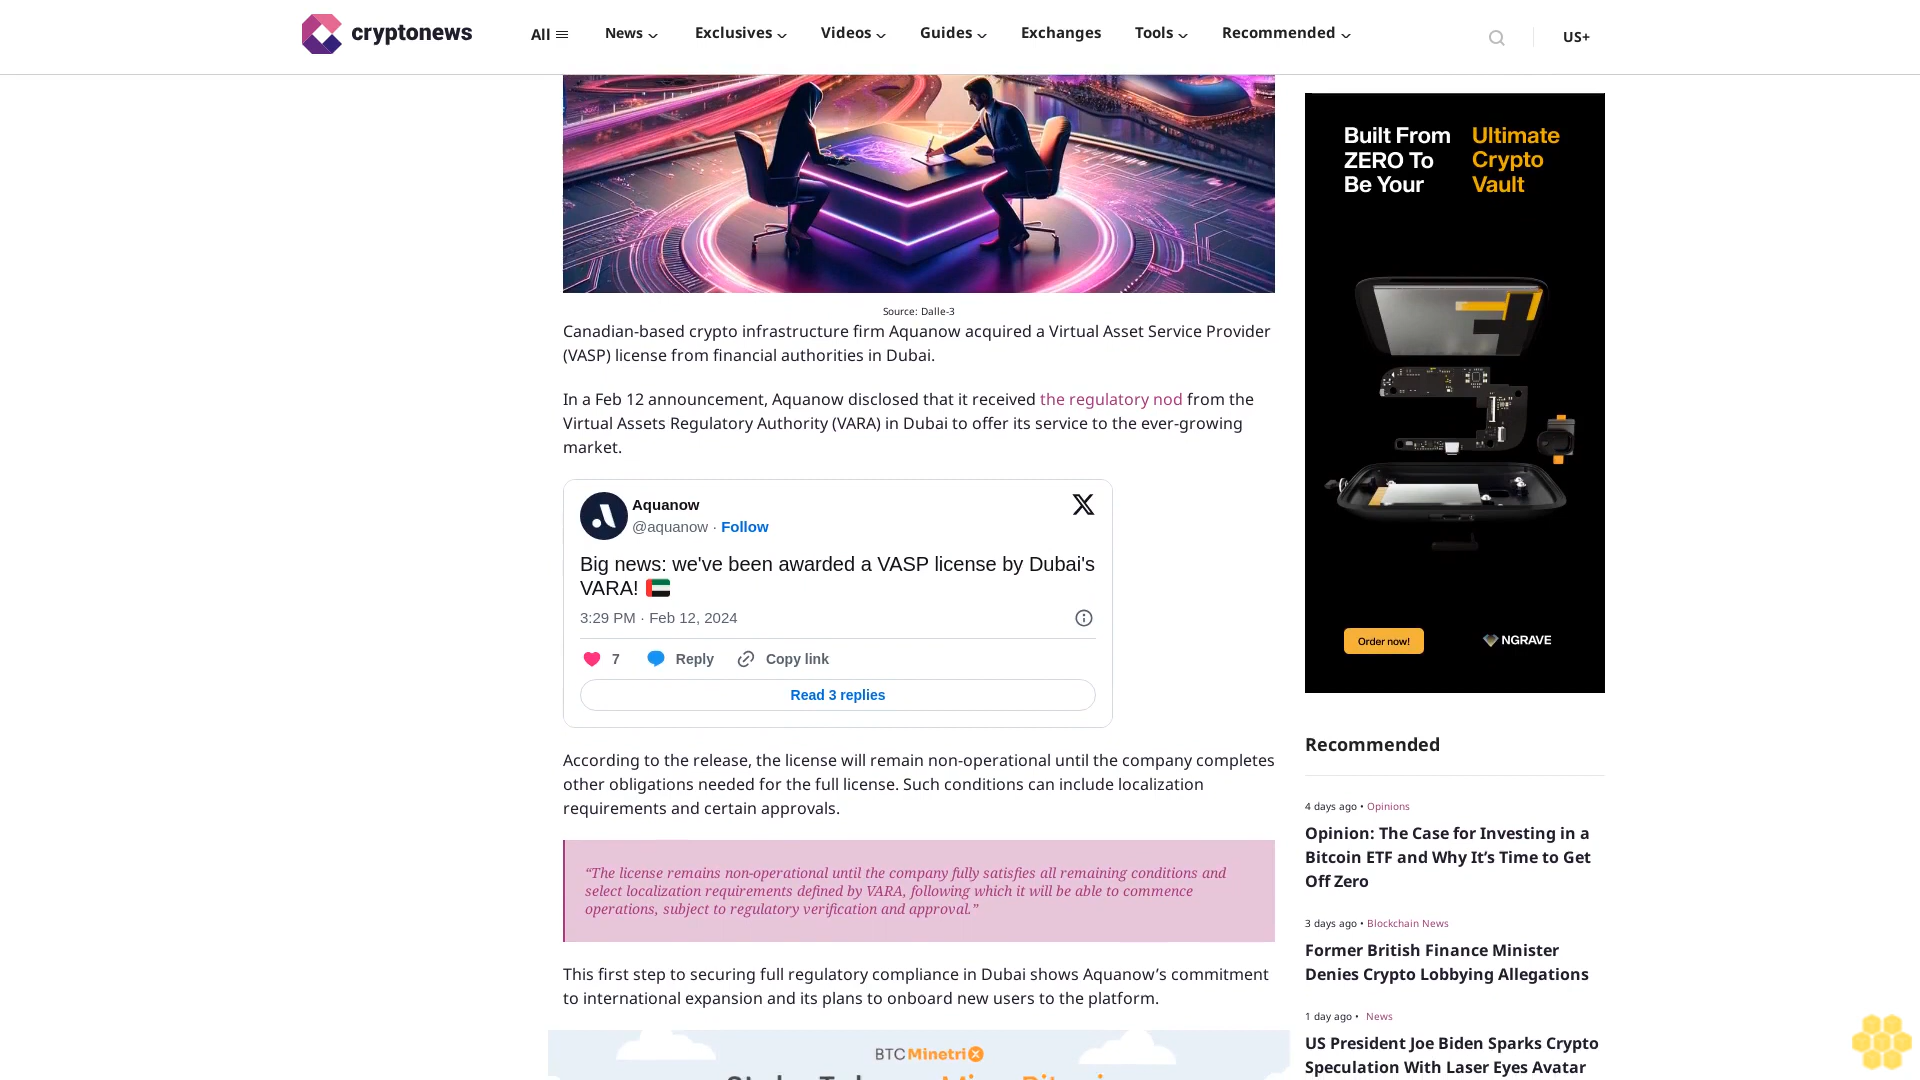 cryptonews
All
News
Exclusives
Videos
Guides
Exchanges
Tools
Recommended
US+
Source: Dalle-3
Canadian-based crypto infrastructure firm Aquanow acquired a Virtual Asset Service Provider
(VASP) license from financial authorities in Dubai.
In a Feb 12 announcement, Aquanow disclosed that it received the regulatory nod from the
Virtual Assets Regulatory Authority (VARA) in Dubai to offer its service to the ever-growing
market.
Aquanow
@aquanow · Follow
Big news: we've been awarded a VASP license by Dubai's
VARA! 🇦🇪
3:29 PM · Feb 12, 2024
7
Reply
Copy link
Read 3 replies
According to the release, the license will remain non-operational until the company completes
other obligations needed for the full license. Such conditions can include localization
requirements and certain approvals.
“The license remains non-operational until the company fully satisfies all remaining conditions and
select localization requirements defined by VARA, following which it will be able to commence
operations, subject to regulatory verification and approval.”
This first step to securing full regulatory compliance in Dubai shows Aquanow’s commitment
to international expansion and its plans to onboard new users to the platform.
BTC Minetrix
Built From
ZERO To
Be Your
Ultimate
Crypto
Vault
Order now!
NGRAVE
Recommended
4 days ago • Opinions
Opinion: The Case for Investing in a
Bitcoin ETF and Why It’s Time to Get
Off Zero
3 days ago • Blockchain News
Former British Finance Minister
Denies Crypto Lobbying Allegations
1 day ago • News
US President Joe Biden Sparks Crypto
Speculation With Laser Eyes Avatar